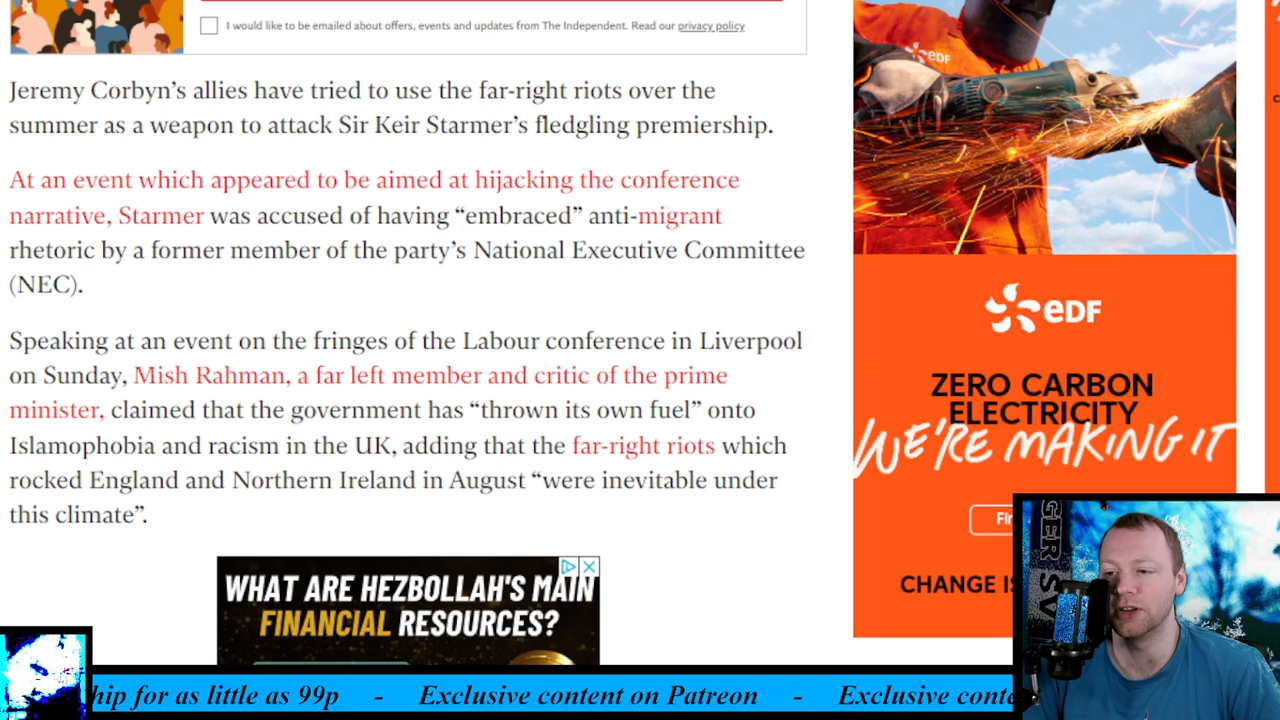 I would like to be emailed about offers, events and updates from The Independent. Read our privacy policy
Jeremy Corbyn’s allies have tried to use the far-right riots over the
summer as a weapon to attack Sir Keir Starmer’s fledgling premiership.
At an event which appeared to be aimed at hijacking the conference
narrative, Starmer was accused of having “embraced” anti-migrant
rhetoric by a former member of the party’s National Executive Committee
(NEC).
Speaking at an event on the fringes of the Labour conference in Liverpool
on Sunday, Mish Rahman, a far left member and critic of the prime
minister, claimed that the government has “thrown its own fuel” onto
Islamophobia and racism in the UK, adding that the far-right riots which
rocked England and Northern Ireland in August “were inevitable under
this climate”.
WHAT ARE HEZBOLLAH'S MAIN
FINANCIAL RESOURCES?
eDF
eDF
ZERO CARBON
ELECTRICITY
WE'RE MAKING IT
CHANGE
for as little as 99p - Exclusive content on Patreon - Exclusive